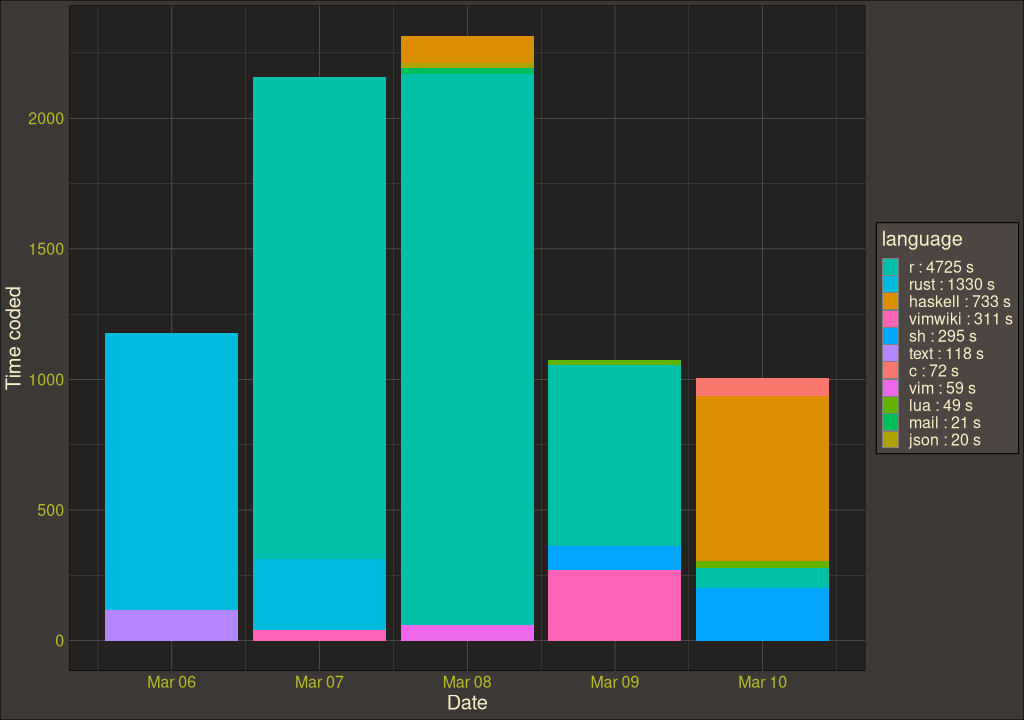 Time coded
2000
1500
1000
500
0
Mar 06
Mar 07
Mar 08
Mar 09
Mar 10
Date
language
r : 4725 s
rust : 1330 s
haskell : 733 s
vimwiki : 311 s
sh : 295 s
text : 118 s
c : 72 s
vim : 59 s
lua : 49 s
mail : 21 s
json : 20 s